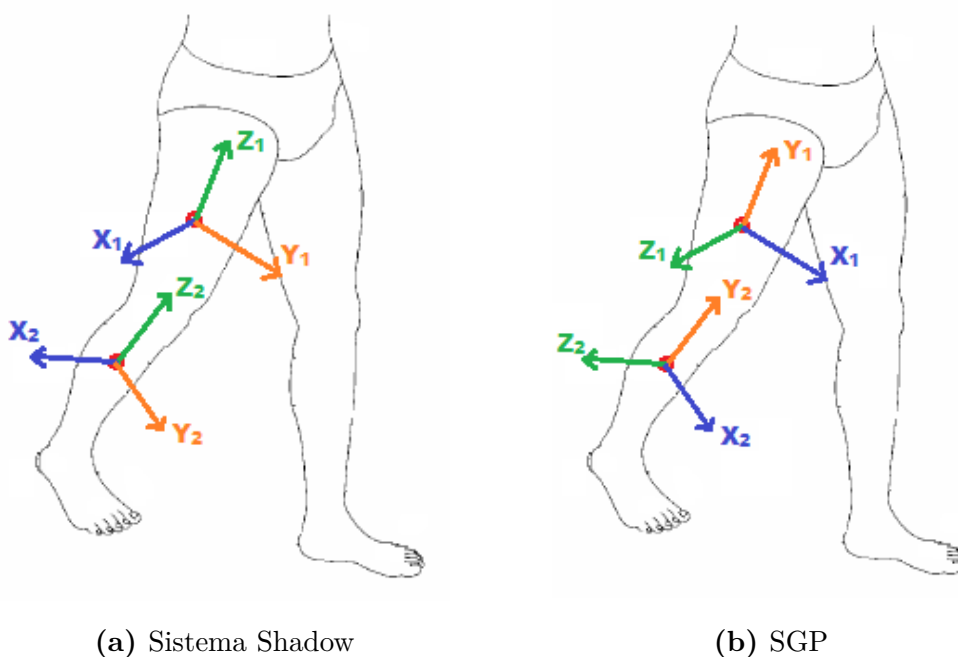 Z₁
X₁
Y₁
Z₂
X₂
Y₂
(a) Sistema Shadow
Y₁
Z₁
X₁
Y₂
Z₂
X₂
(b) SGP